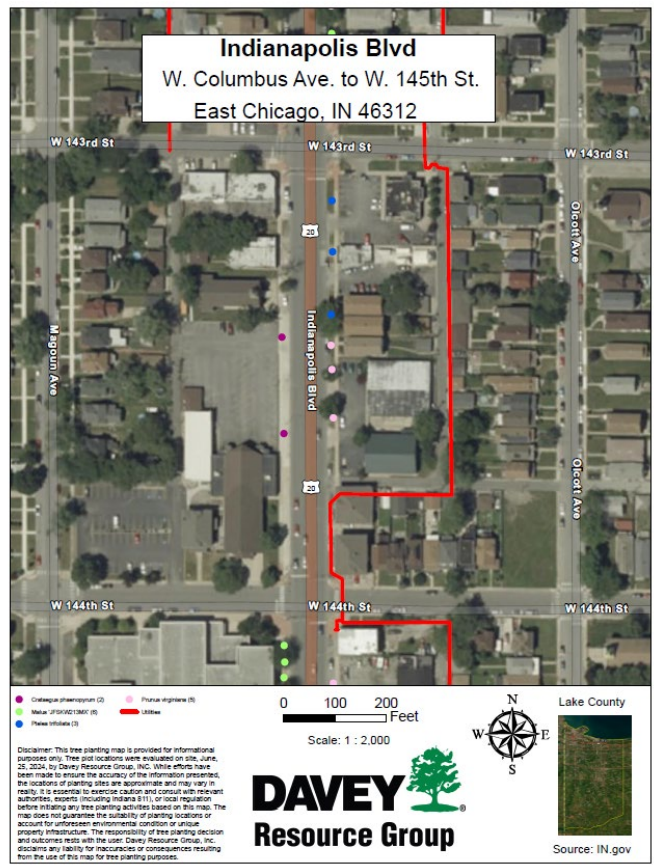 Indianapolis Blvd
W. Columbus Ave. to W. 145th St.
East Chicago, IN 46312
W 143rd St
W 143rd St
W 143rd St
20
Olcott Ave
Magoun Ave
Indianapolis Blvd
20
Olcott Ave
W 144th St
W 144th St
W 144th St
Crataegus phaenopyrum (2)
Prunus virginiana (5)
Malus 'JFSKW213MX' (6)
Utilities
Ptelea trifoliata (3)
0 100 200
Feet
Scale: 1 : 2,000
N
W E
S
Lake County
Disclaimer: This tree planting map is provided for informational
purposes only. Tree plot locations were evaluated on site, June,
25, 2024, by Davey Resource Group, INC. While efforts have
been made to ensure the accuracy of the information presented,
the locations of planting sites are approximate and may vary in
reality. It is essential to exercise caution and consult with relevant
authorities, experts (including Indiana 811), or local regulation
before initiating any tree planting activities based on this map. The
map does not guarantee the suitability of planting locations or
account for unforeseen environmental condition or unique
property infrastructure. The responsibility of tree planting decision
and outcomes rests with the user. Davey Resource Group, Inc.
disclaims any liability for inaccuracies or consequences resulting
from the use of this map for tree planting purposes.
DAVEY
Resource Group
Source: IN.gov